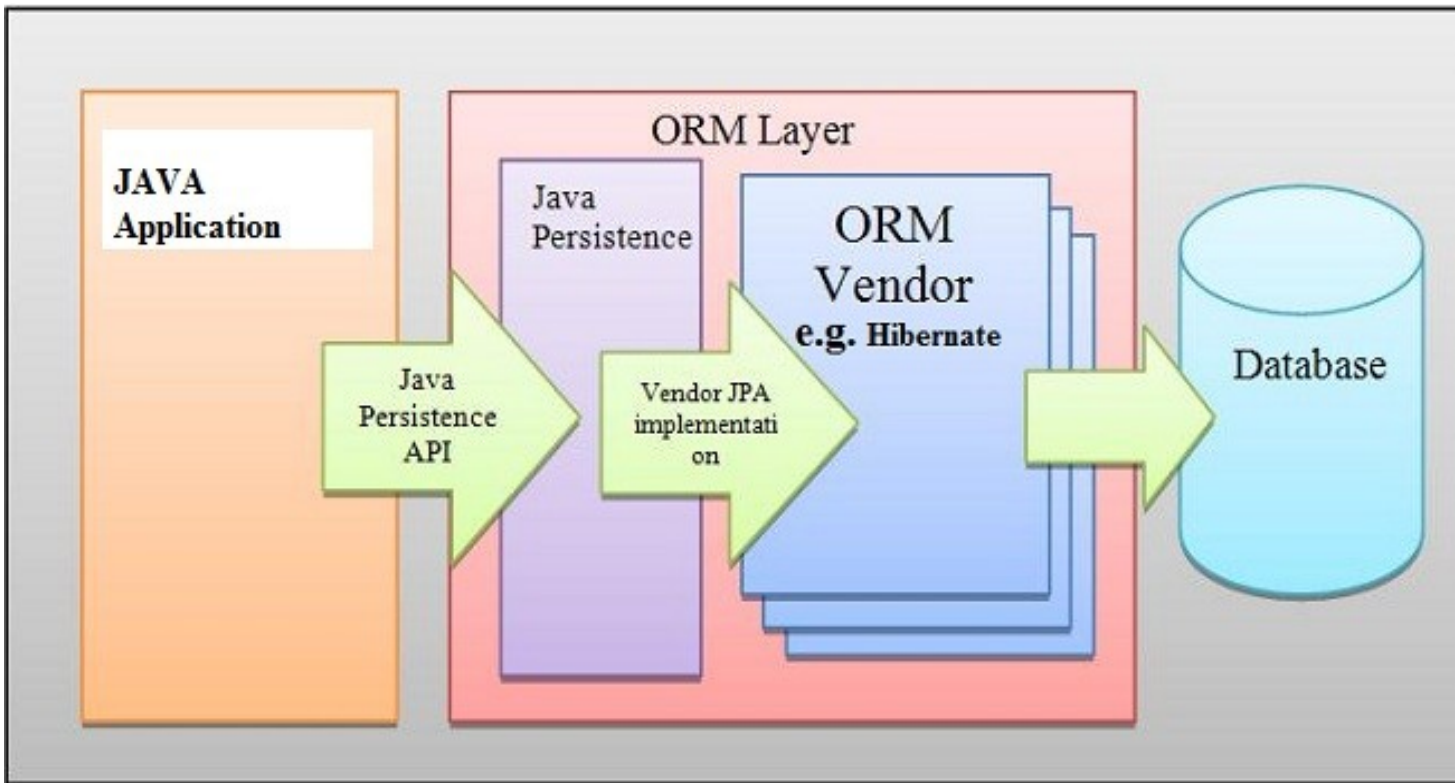 JAVA
Application
ORM Layer
Java
Persistence
ORM
Vendor
e.g. Hibernate
Java
Persistence
API
Vendor JPA
implementati
on
Database